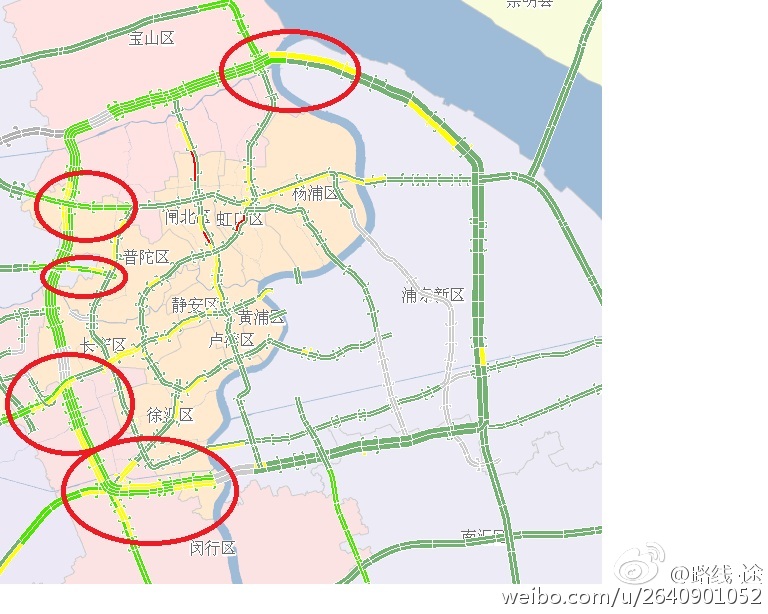 崇明县
宝山区
杨浦区
闸北区
虹口区
普陀区
浦东新区
静安区
黄浦区
卢湾区
长宁区
徐汇区
南汇区
闵行区
@路线-途
weibo.com/u/2640901052